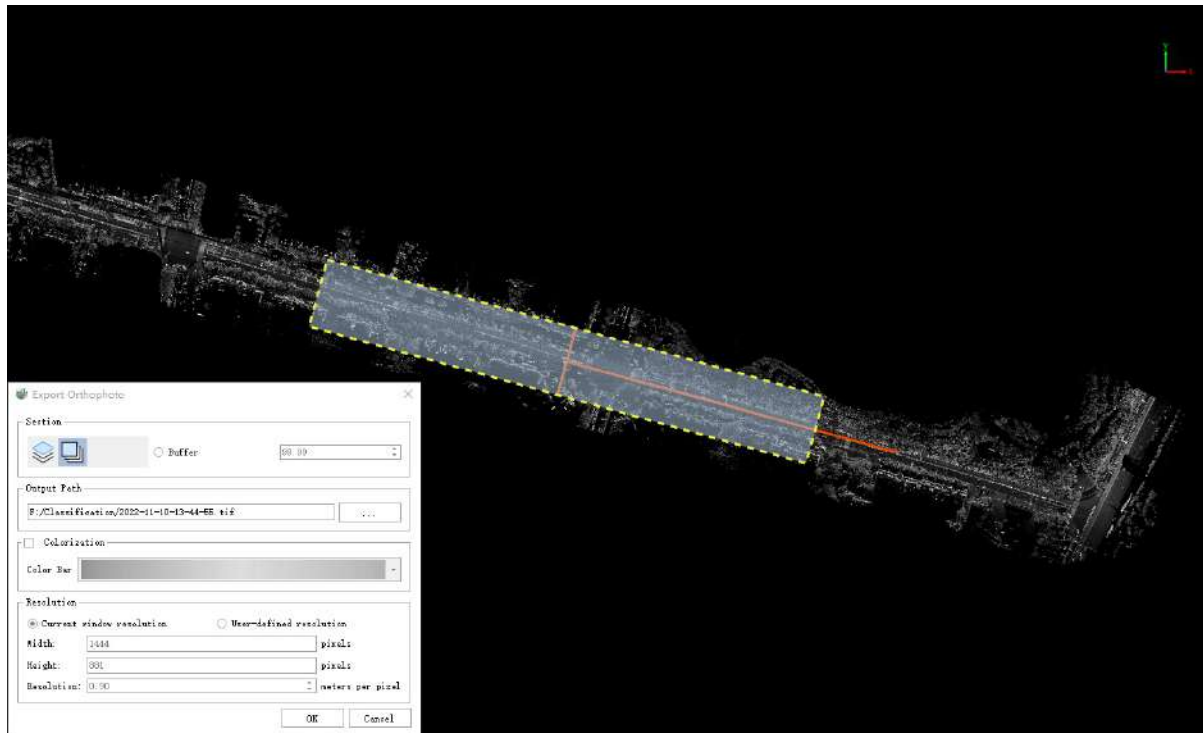 Y
X
Export Orthophoto
Section
Buffer
Output Path
F:/Classification/2022-11-10-13-44-55.tif
...
Colorization
Color Bar
Resolution
Current window resolution User-defined resolution
Width: 1444 pixels
Height: 881 pixels
Resolution: 0.90 meters per pixel
OK Cancel